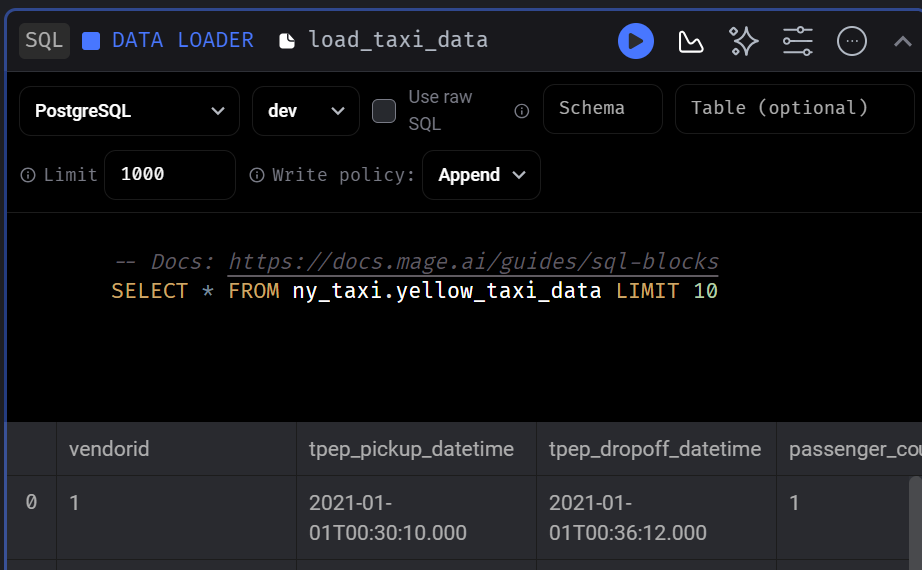 SQL DATA LOADER load_taxi_data
PostgreSQL dev Use raw SQL Schema Table (optional)
Limit 1000 Write policy: Append
-- Docs: https://docs.mage.ai/guides/sql-blocks
SELECT * FROM ny_taxi.yellow_taxi_data LIMIT 10
vendorid tpep_pickup_datetime tpep_dropoff_datetime passenger_cou
0 1 2021-01-01T00:30:10.000 2021-01-01T00:36:12.000 1